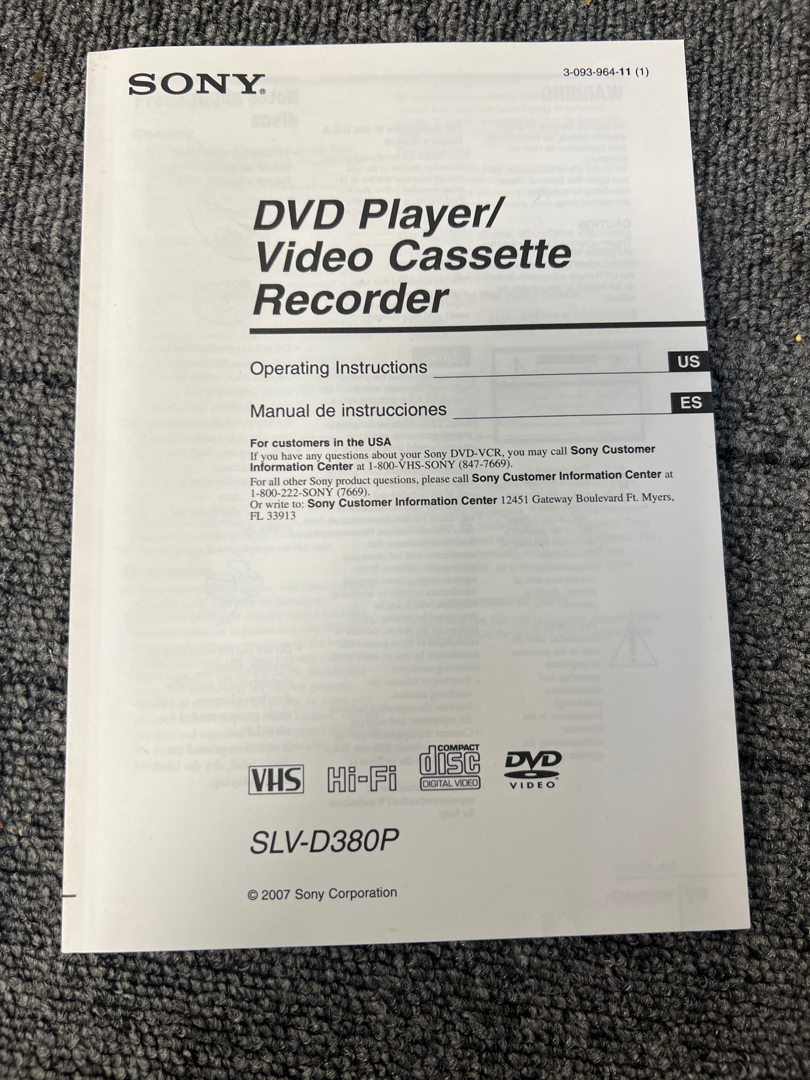 SONY®
3-093-964-11 (1)
DVD Player/
Video Cassette
Recorder
Operating Instructions
US
Manual de instrucciones
ES
For customers in the USA
If you have any questions about your Sony DVD-VCR, you may call Sony Customer
Information Center at 1-800-VHS-SONY (847-7669).
For all other Sony product questions, please call Sony Customer Information Center at
1-800-222-SONY (7669).
Or write to: Sony Customer Information Center 12451 Gateway Boulevard Ft. Myers,
FL 33913
VHS
Hi-Fi
COMPACT
disc
DIGITAL VIDEO
DVD
VIDEO™
SLV-D380P
© 2007 Sony Corporation